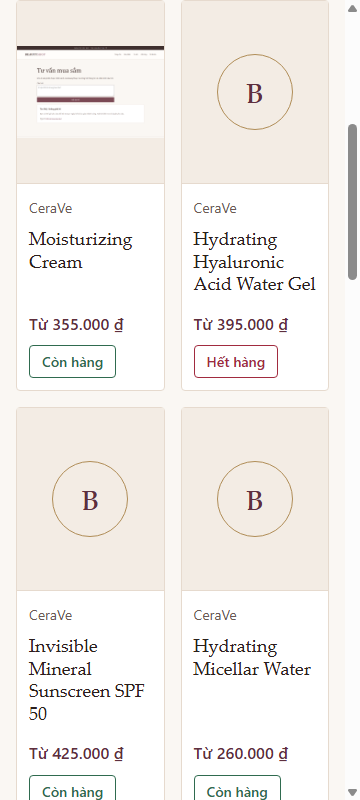 Tư vấn mua sắm
B
CeraVe
Moisturizing
Cream
Từ 355.000 ₫
Còn hàng
CeraVe
Hydrating
Hyaluronic
Acid Water Gel
Từ 395.000 ₫
Hết hàng
B
B
CeraVe
Invisible
Mineral
Sunscreen SPF
50
Từ 425.000 ₫
Còn hàng
CeraVe
Hydrating
Micellar Water
Từ 260.000 ₫
Còn hàng